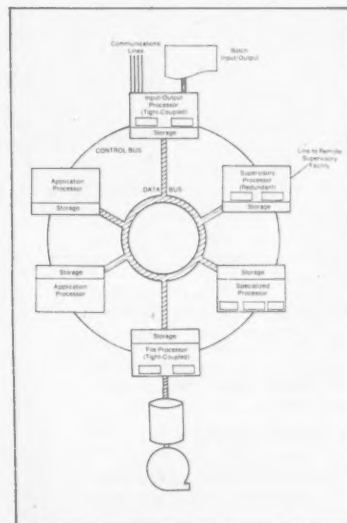 Communications
Lines
Batch
Input/Output
Input/Output
Processor
(Tight-Coupled)
Storage
CONTROL BUS
Line to Remote
Supervisory
Facility
Application
Processor
Storage
DATA BUS
Supervisory
Processor
(Redundant)
Storage
Storage
Application
Processor
Storage
Specialized
Processor
Storage
File Processor
(Tight-Coupled)